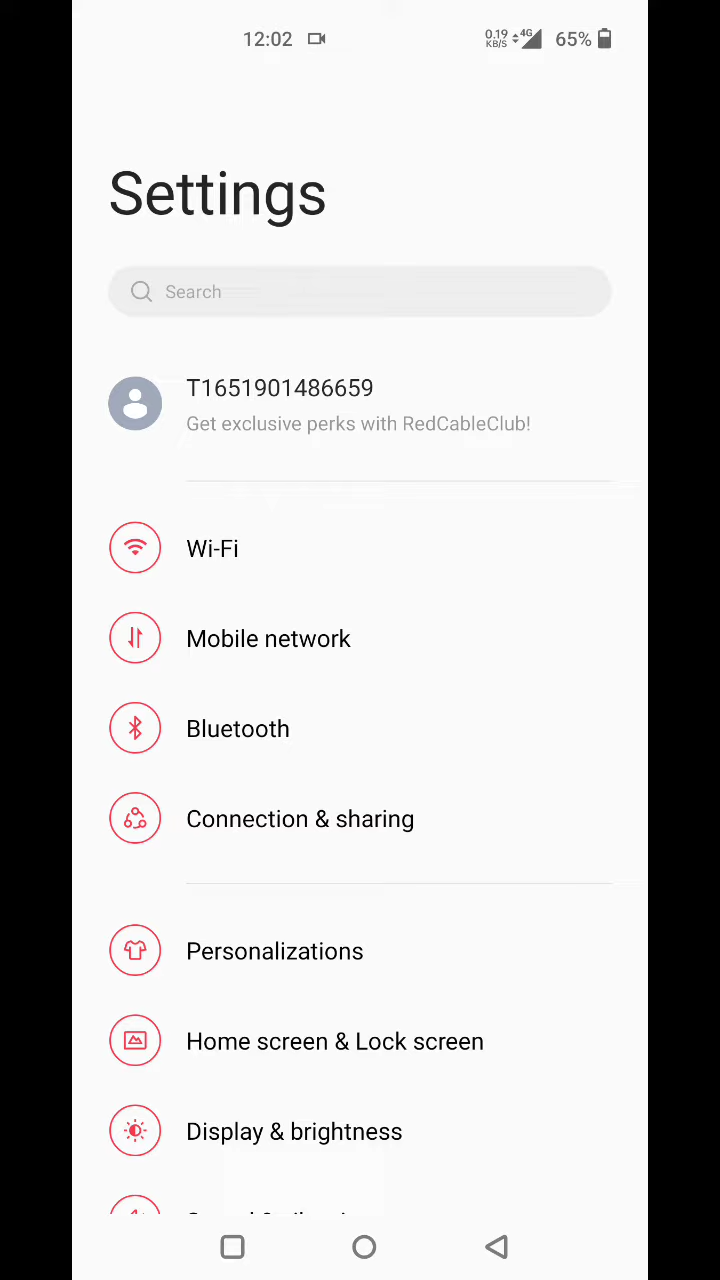 12:02
0.19 KB/S 4G 65%
Settings
Search
T1651901486659
Get exclusive perks with RedCableClub!
Wi-Fi
Mobile network
Bluetooth
Connection & sharing
Personalizations
Home screen & Lock screen
Display & brightness